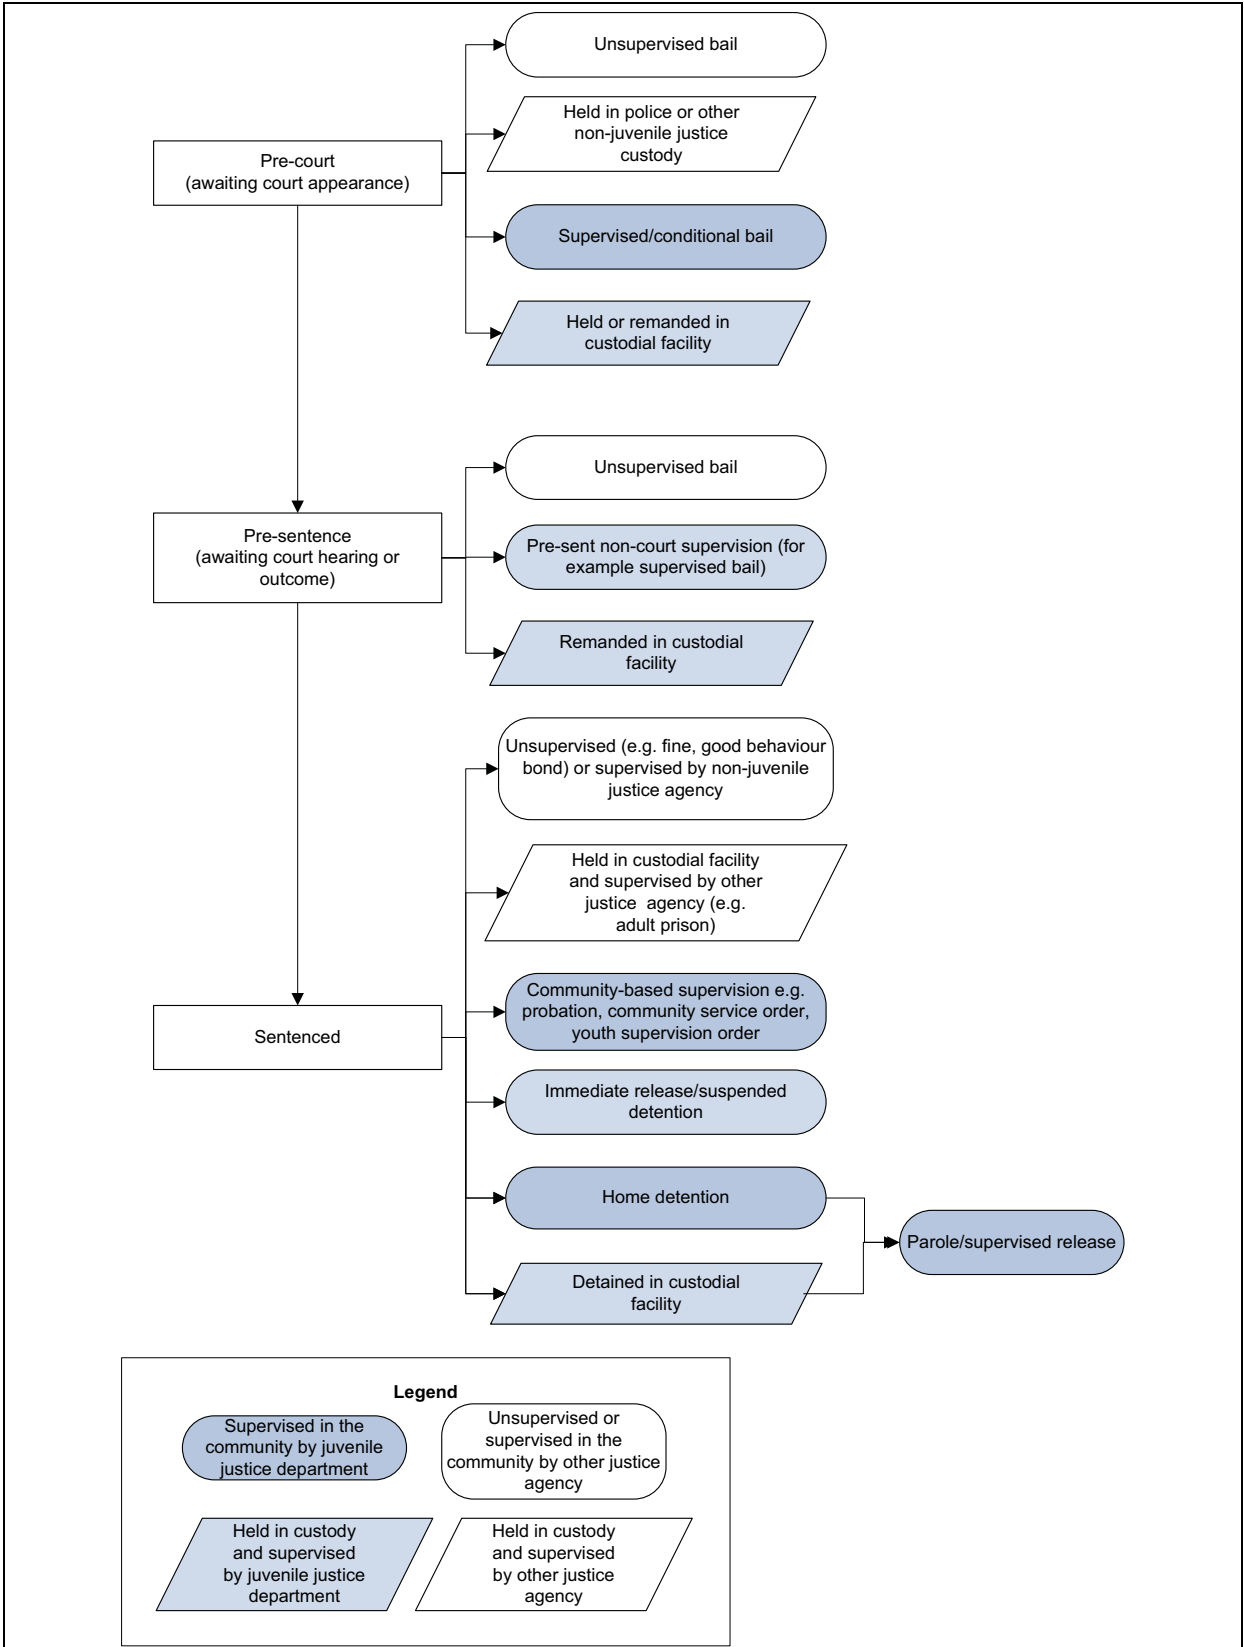 Unsupervised bail
Held in police or other
non-juvenile justice
custody
Pre-court
(awaiting court appearance)
Supervised/conditional bail
Held or remanded in
custodial facility
Unsupervised bail
Pre-sentence
(awaiting court hearing or
outcome)
Pre-sent non-court supervision (for
example supervised bail)
Remanded in custodial
facility
Unsupervised (e.g. fine, good behaviour
bond) or supervised by non-juvenile
justice agency
Held in custodial facility
and supervised by other
justice agency (e.g.
adult prison)
Community-based supervision e.g.
probation, community service order,
youth supervision order
Sentenced
Immediate release/suspended
detention
Home detention
Parole/supervised release
Detained in custodial
facility
Legend
Supervised in the
community by juvenile
justice department
Unsupervised or
supervised in the
community by other justice
agency
Held in custody
and supervised
by juvenile justice
department
Held in custody
and supervised
by other justice
agency